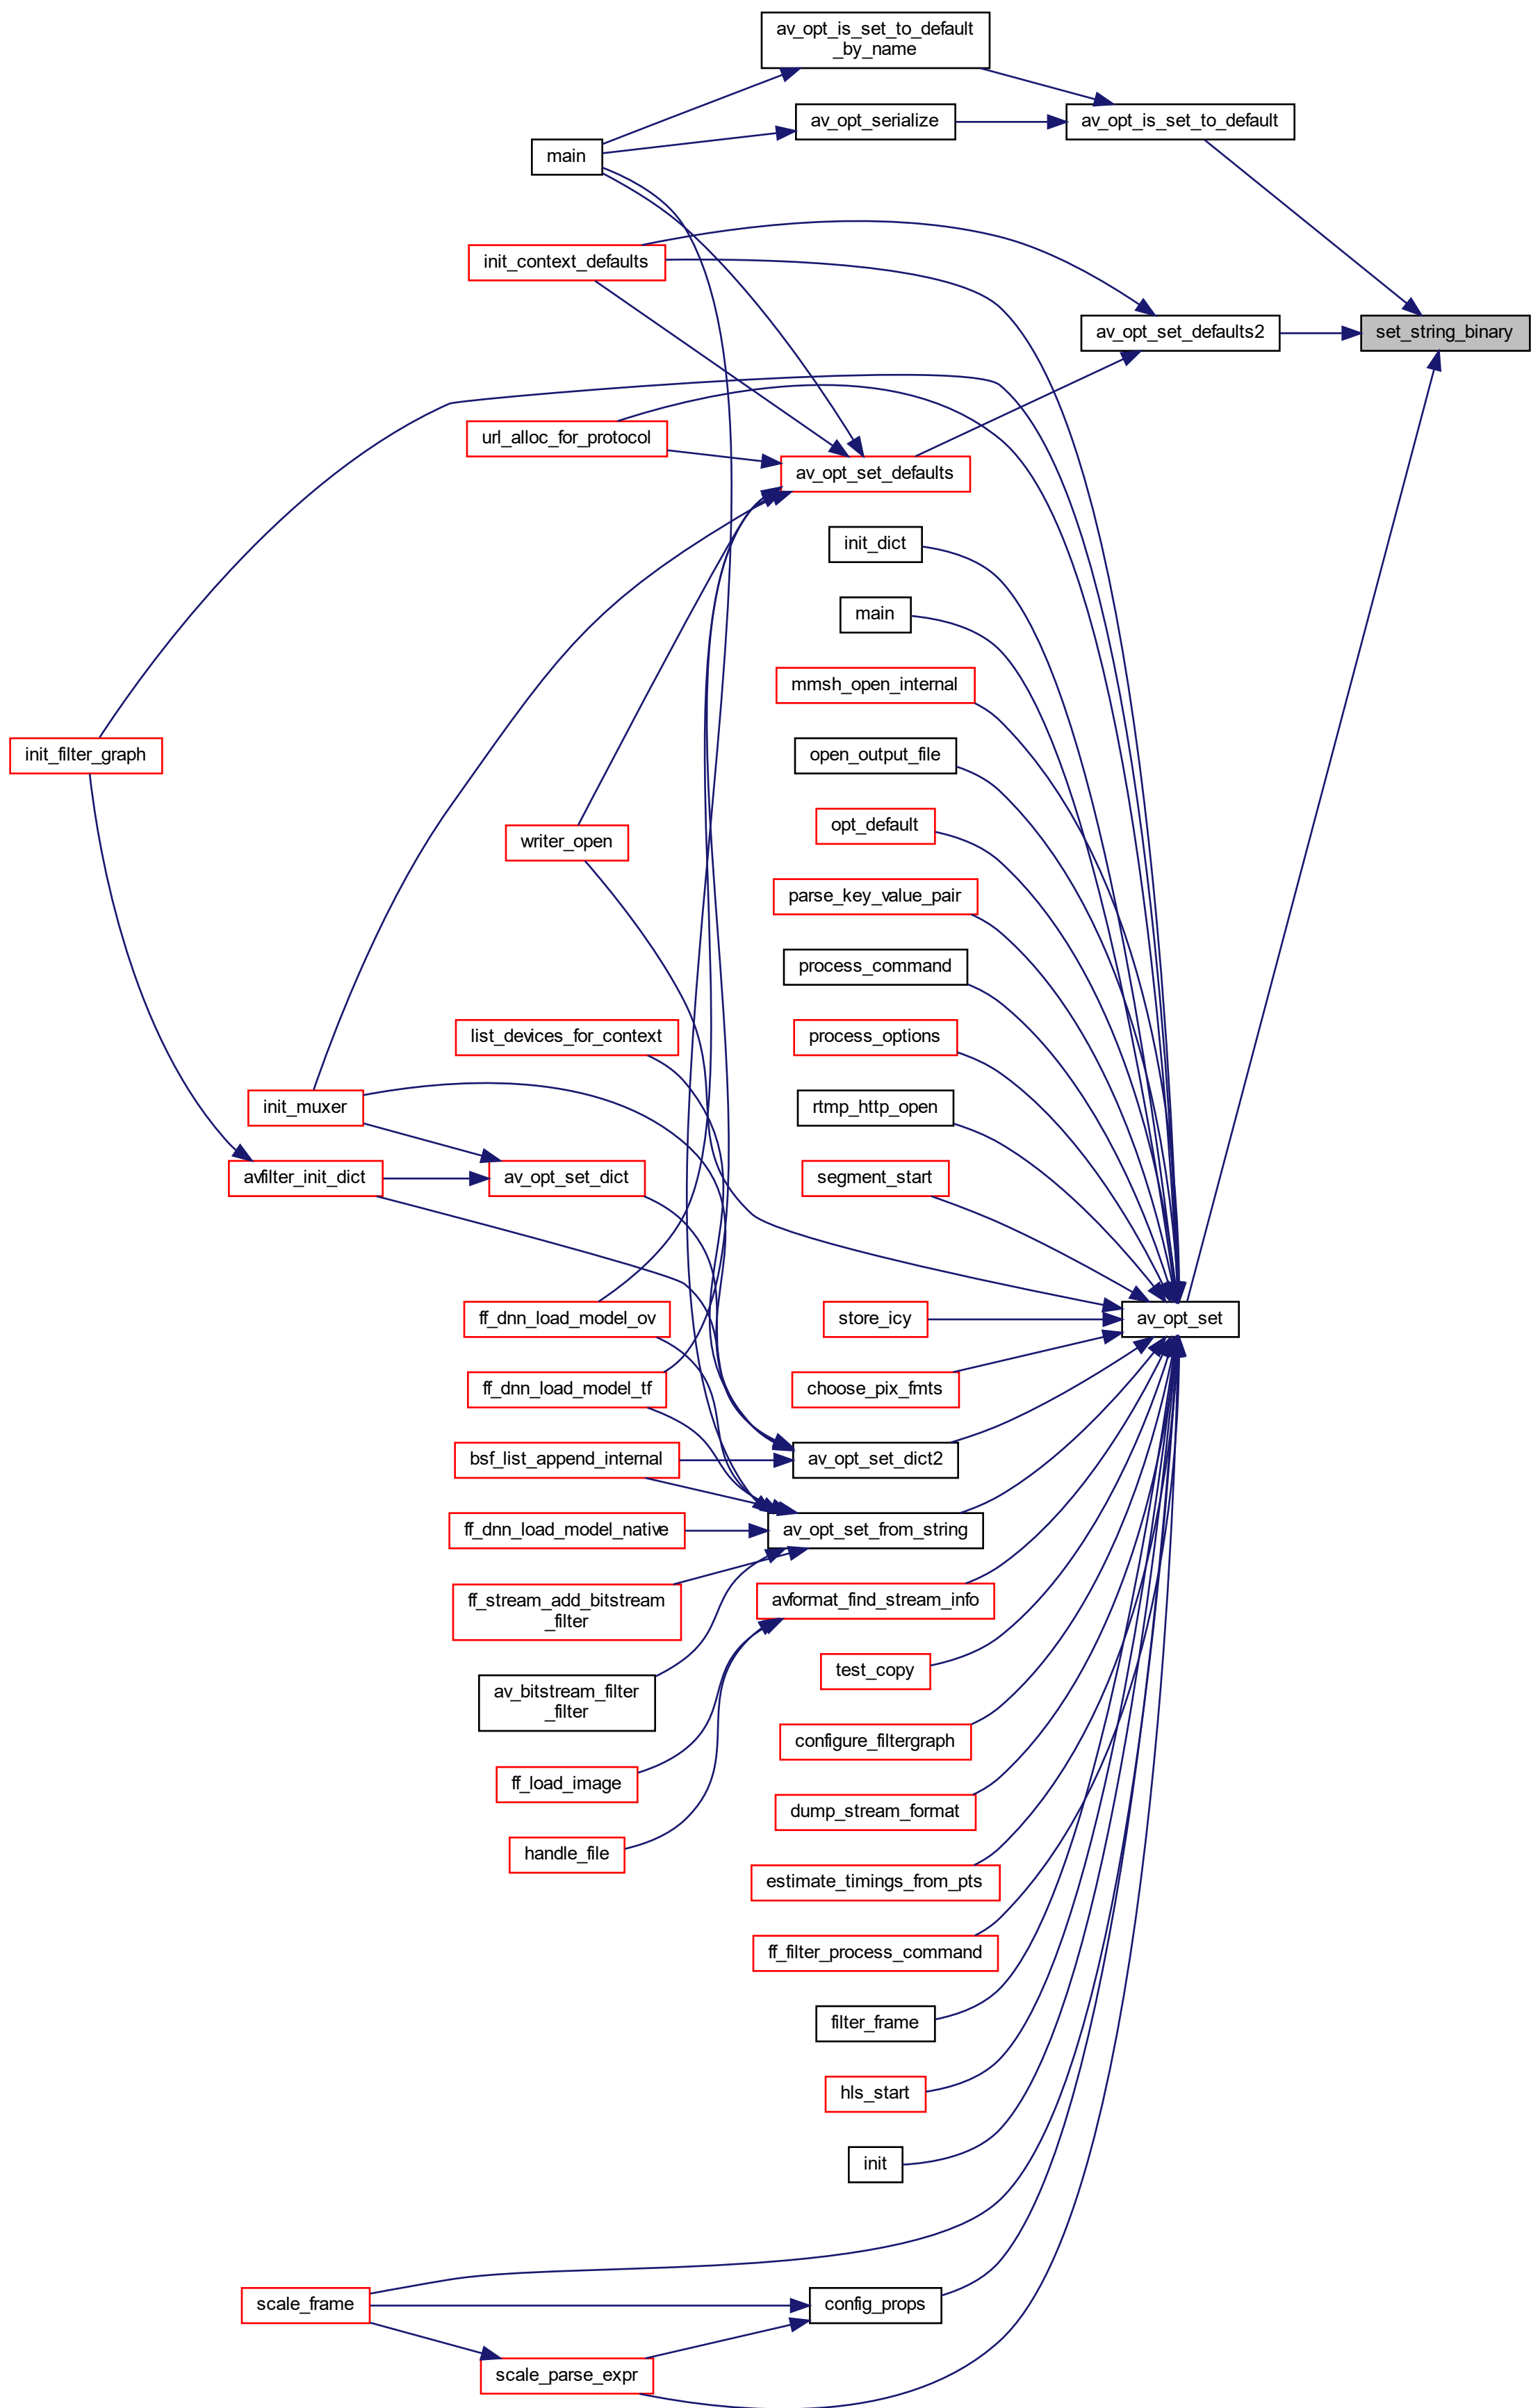 av_opt_is_set_to_default
_by_name
av_opt_serialize
av_opt_is_set_to_default
main
init_context_defaults
av_opt_set_defaults2
set_string_binary
url_alloc_for_protocol
av_opt_set_defaults
init_dict
main
mmsh_open_internal
init_filter_graph
open_output_file
opt_default
writer_open
parse_key_value_pair
process_command
list_devices_for_context
process_options
init_muxer
rtmp_http_open
avfilter_init_dict
av_opt_set_dict
segment_start
ff_dnn_load_model_ov
store_icy
av_opt_set
ff_dnn_load_model_tf
choose_pix_fmts
bsf_list_append_internal
av_opt_set_dict2
ff_dnn_load_model_native
av_opt_set_from_string
ff_stream_add_bitstream
_filter
avformat_find_stream_info
av_bitstream_filter
_filter
test_copy
configure_filtergraph
ff_load_image
dump_stream_format
handle_file
estimate_timings_from_pts
ff_filter_process_command
filter_frame
hls_start
init
scale_frame
config_props
scale_parse_expr